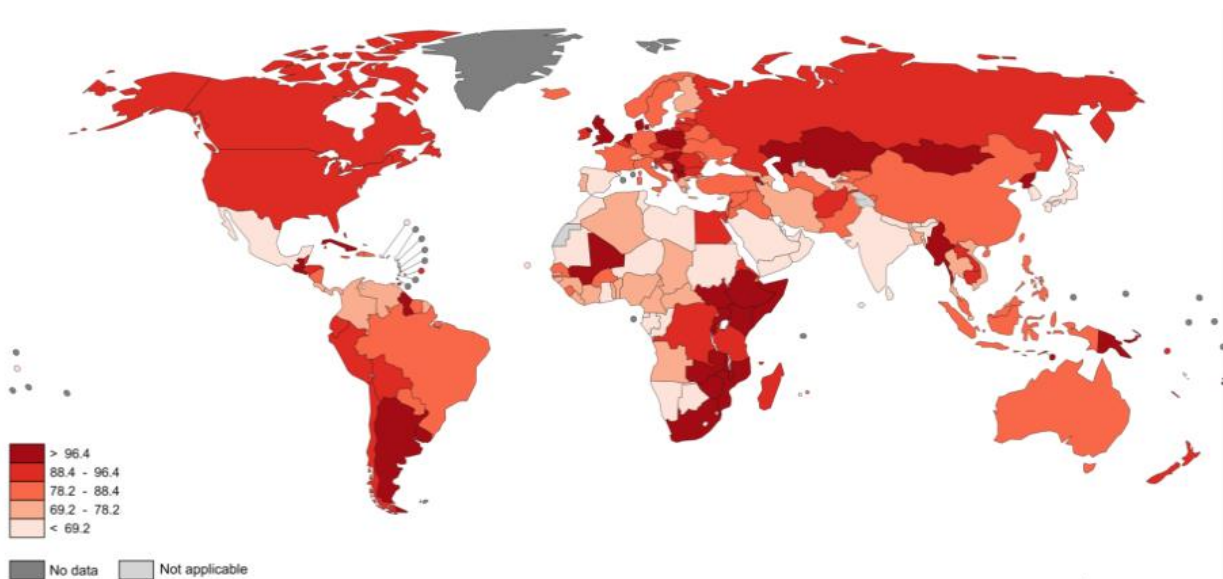 > 96.4
88.4 - 96.4
78.2 - 88.4
69.2 - 78.2
< 69.2
No data
Not applicable